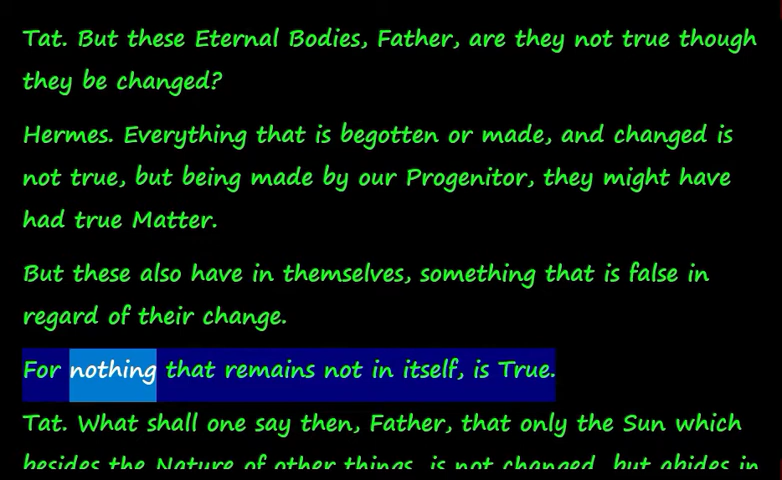 Tat. But these Eternal Bodies, Father, are they not true though
they be changed?
Hermes. Everything that is begotten or made, and changed is
not true, but being made by our Progenitor, they might have
had true Matter.
But these also have in themselves, something that is false in
regard of their change.
For nothing that remains not in itself, is True.
Tat. What shall one say then, Father, that only the Sun which
besides the Nature of other things, is not changed, but abides in